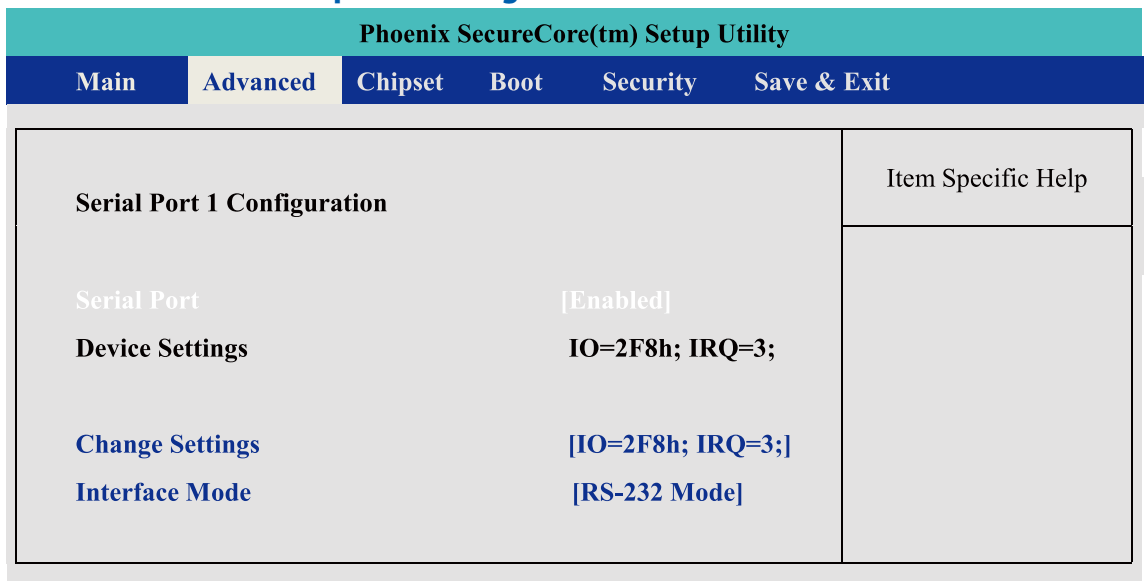 Phoenix SecureCore(tm) Setup Utility
Main Advanced Chipset Boot Security Save & Exit
Item Specific Help
Serial Port 1 Configuration
Serial Port [Enabled]
Device Settings IO=2F8h; IRQ=3;
Change Settings [IO=2F8h; IRQ=3;]
Interface Mode [RS-232 Mode]